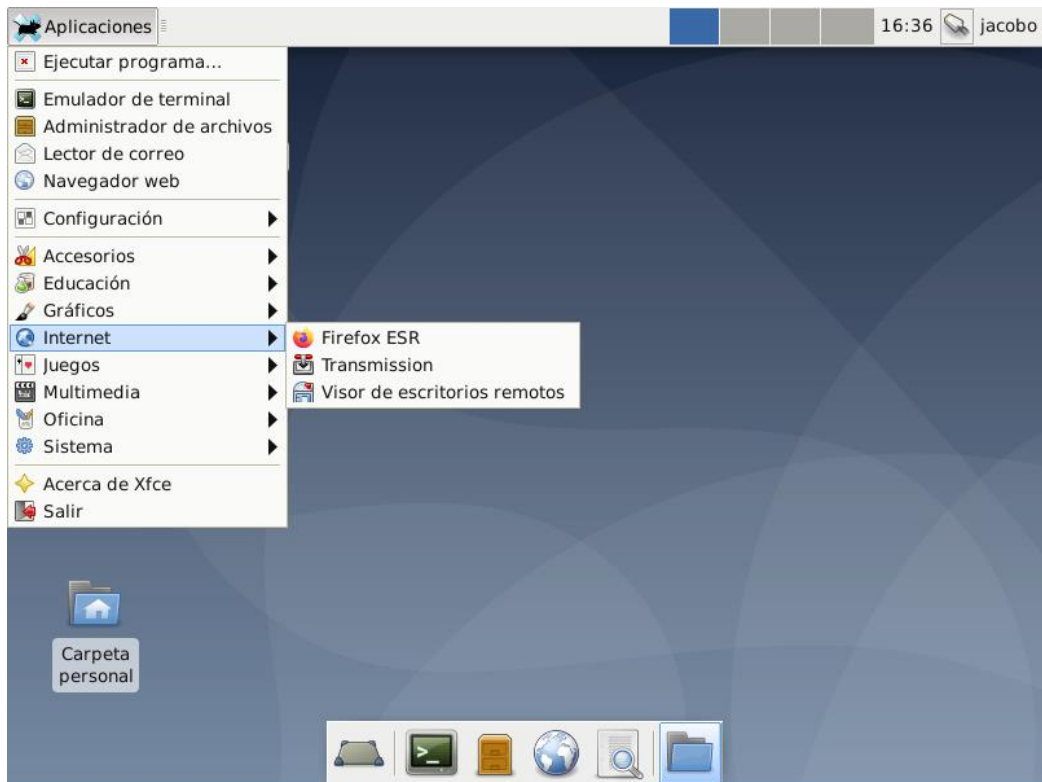 Aplicaciones
16:36
jacobo
Ejecutar programa...
Emulador de terminal
Administrador de archivos
Lector de correo
Navegador web
Configuración
Accesorios
Educación
Gráficos
Internet
Juegos
Multimedia
Oficina
Sistema
Acerca de Xfce
Salir
Firefox ESR
Transmission
Visor de escritorios remotos
Carpeta
personal